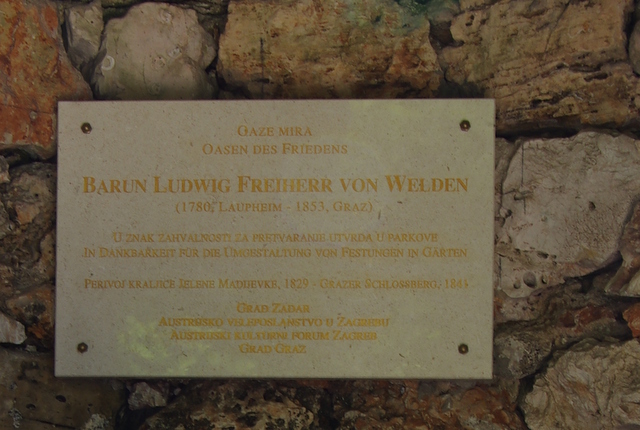 GAZE MIRA
OASEN DES FRIEDENS
BARUN LUDWIG FREIHERR VON WELDEN
(1780, LAUPHEIM - 1853, GRAZ)
U ZNAK ZAHVALNOSTI ZA PRETVARANJE UTVRDA U PARKOVE
IN DANKBARKEIT FÜR DIE UMGESTALTUNG VON FESTUNGEN IN GÄRTEN
PERIVOJ KRALJICE JELENE MADIJEVKE, 1829 - GRAZER SCHLOSSBERG, 1843
GRAD ZADAR
AUSTRIJSKO VELEPOSLANSTVO U ZAGREBU
AUSTRIJSKI KULTURNI FORUM ZAGREB
GRAD GRAZ